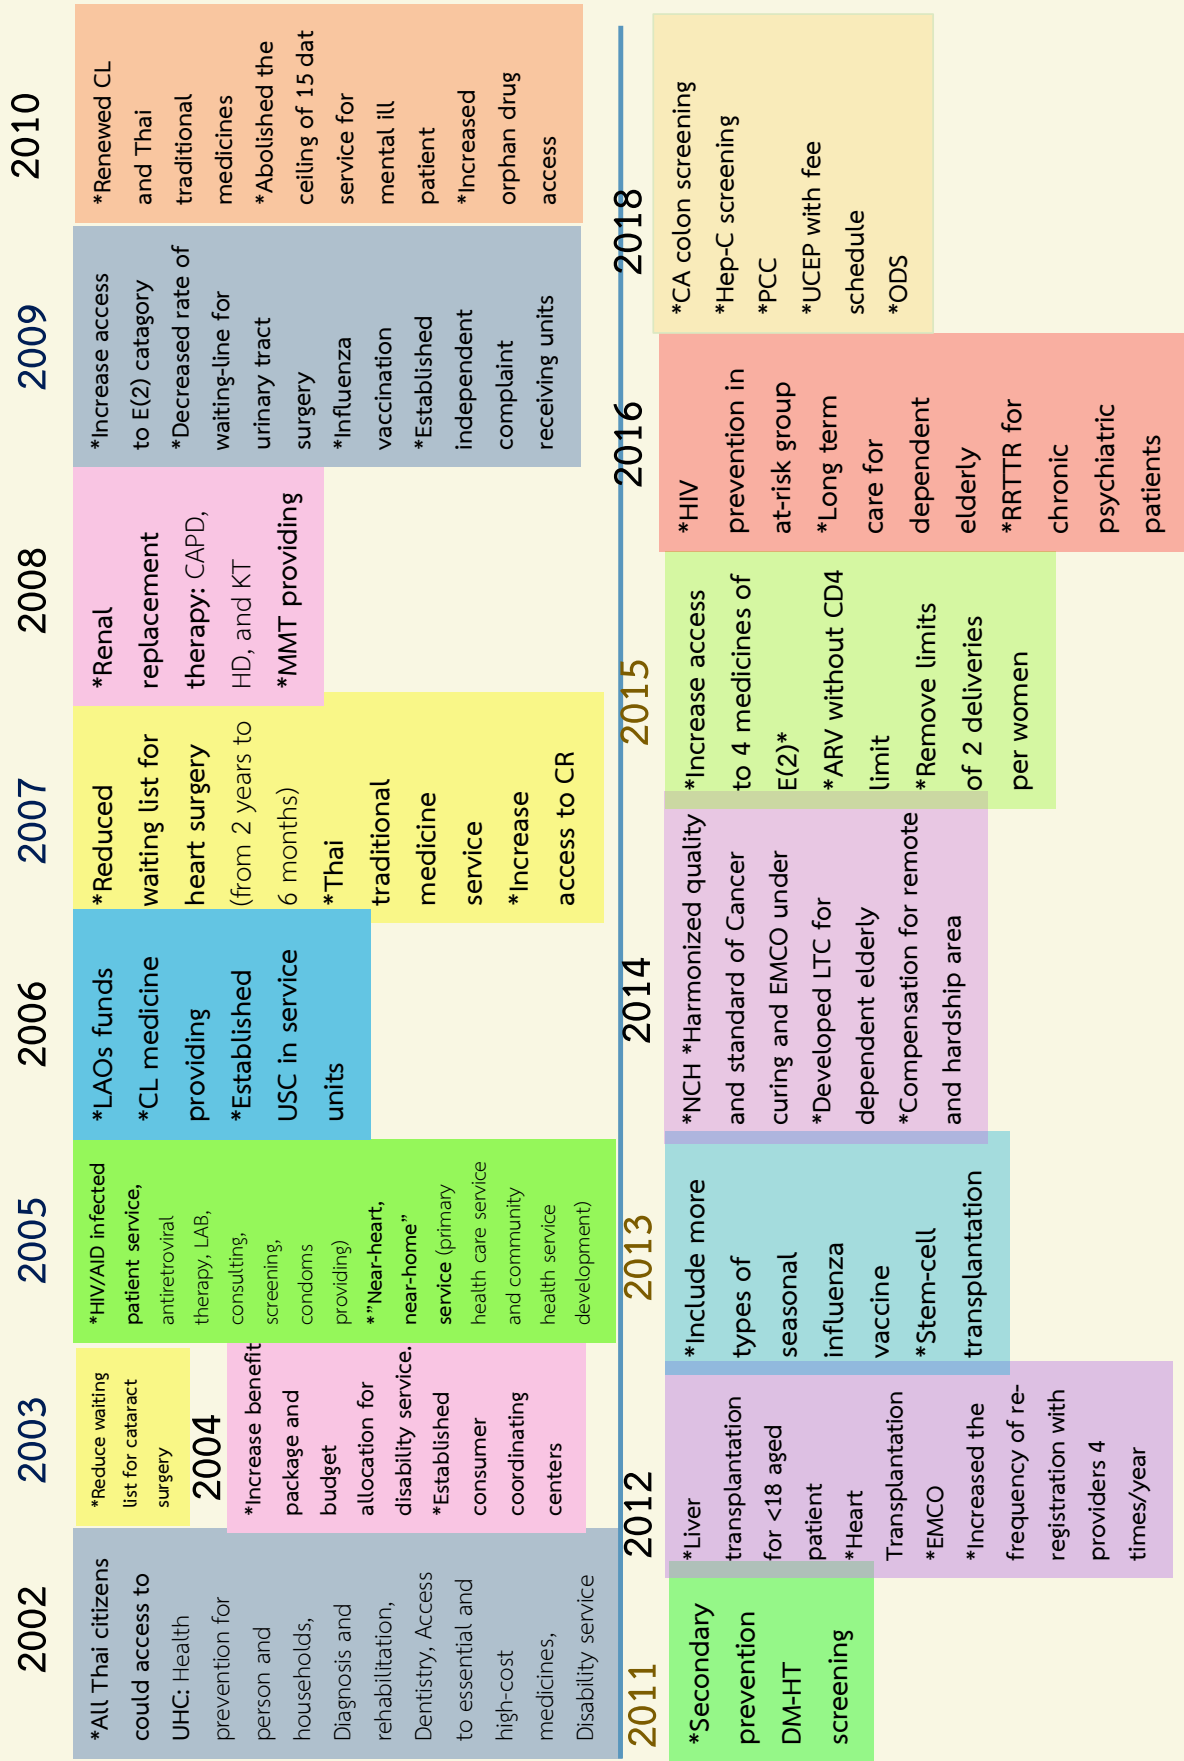 2002
*All Thai citizens
could access to
UHC: Health
prevention for
person and
households,
Diagnosis and
rehabilitation,
Dentistry, Access
to essential and
high-cost
medicines,
Disability service
2003
*Reduce waiting
list for cataract
surgery
2004
*Increase benefit
package and
budget
allocation for
disability service.
*Established
consumer
coordinating
centers
2005
*HIV/AID infected
patient service,
antiretroviral
therapy, LAB,
consulting,
screening,
condoms
providing)
*"Near-heart,
near-home"
service (primary
health care service
and community
health service
development)
2006
*LAOs funds
*CL medicine
providing
*Established
USC in service
units
2007
*Reduced
waiting list for
heart surgery
(from 2 years to
6 months)
*Thai
traditional
medicine
service
*Increase
access to CR
2008
*Renal
replacement
therapy: CAPD,
HD, and KT
*MMT providing
2009
*Increase access
to E(2) catagory
*Decreased rate of
waiting-line for
urinary tract
surgery
*Influenza
vaccination
*Established
independent
complaint
receiving units
2010
*Renewed CL
and Thai
traditional
medicines
*Abolished the
ceiling of 15 dat
service for
mental ill
patient
*Increased
orphan drug
access
2011
*Secondary
prevention
DM-HT
screening
2012
*Liver
transplantation
for <18 aged
patient
*Heart
Transplantation
*EMCO
*Increased the
frequency of re-
registration with
providers 4
times/year
2013
*Include more
types of
seasonal
influenza
vaccine
*Stem-cell
transplantation
2014
*NCH *Harmonized quality
and standard of Cancer
curing and EMCO under
*Developed LTC for
dependent elderly
*Compensation for remote
and hardship area
2015
*Increase access
to 4 medicines of
E(2)*
*ARV without CD4
limit
*Remove limits
of 2 deliveries
per women
2016
*HIV
prevention in
at-risk group
*Long term
care for
dependent
elderly
*RRTTR for
chronic
psychiatric
patients
2018
*CA colon screening
*Hep-C screening
*PCC
*UCEP with fee
schedule
*ODS